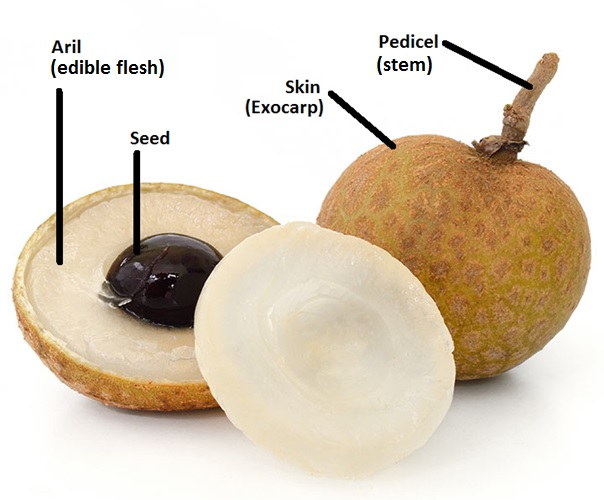 Aril
(edible flesh)
Seed
Skin
(Exocarp)
Pedicel
(stem)